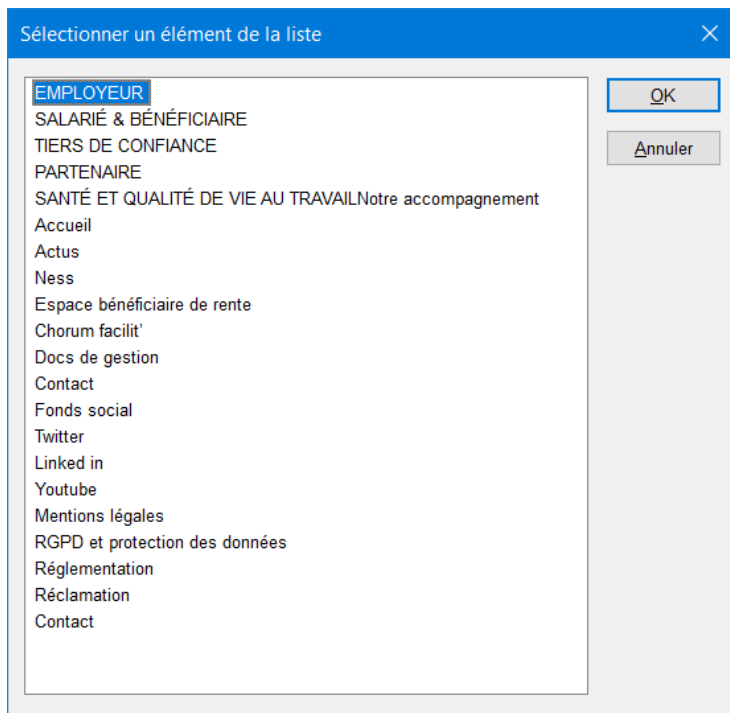 Sélectionner un élément de la liste
EMPLOYEUR
SALARIÉ & BÉNÉFICIAIRE
TIERS DE CONFIANCE
PARTENAIRE
SANTÉ ET QUALITÉ DE VIE AU TRAVAILNotre accompagnement
Accueil
Actus
Ness
Espace bénéficiaire de rente
Chorum facilit’
Docs de gestion
Contact
Fonds social
Twitter
Linked in
Youtube
Mentions légales
RGPD et protection des données
Réglementation
Réclamation
Contact
OK
Annuler